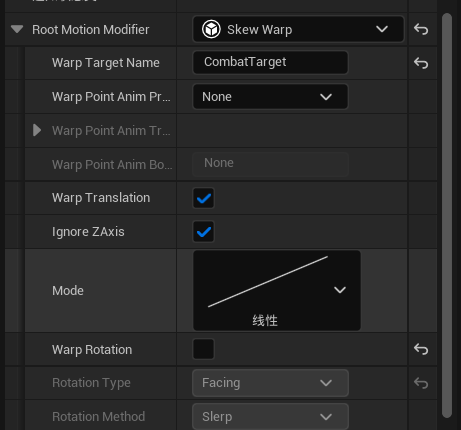 Root Motion Modifier
Skew Warp
Warp Target Name
CombatTarget
Warp Point Anim Pr...
None
Warp Point Anim Tr...
Warp Point Anim Bo...
None
Warp Translation
Ignore ZAxis
Mode
线性
Warp Rotation
Rotation Type
Facing
Rotation Method
Slerp